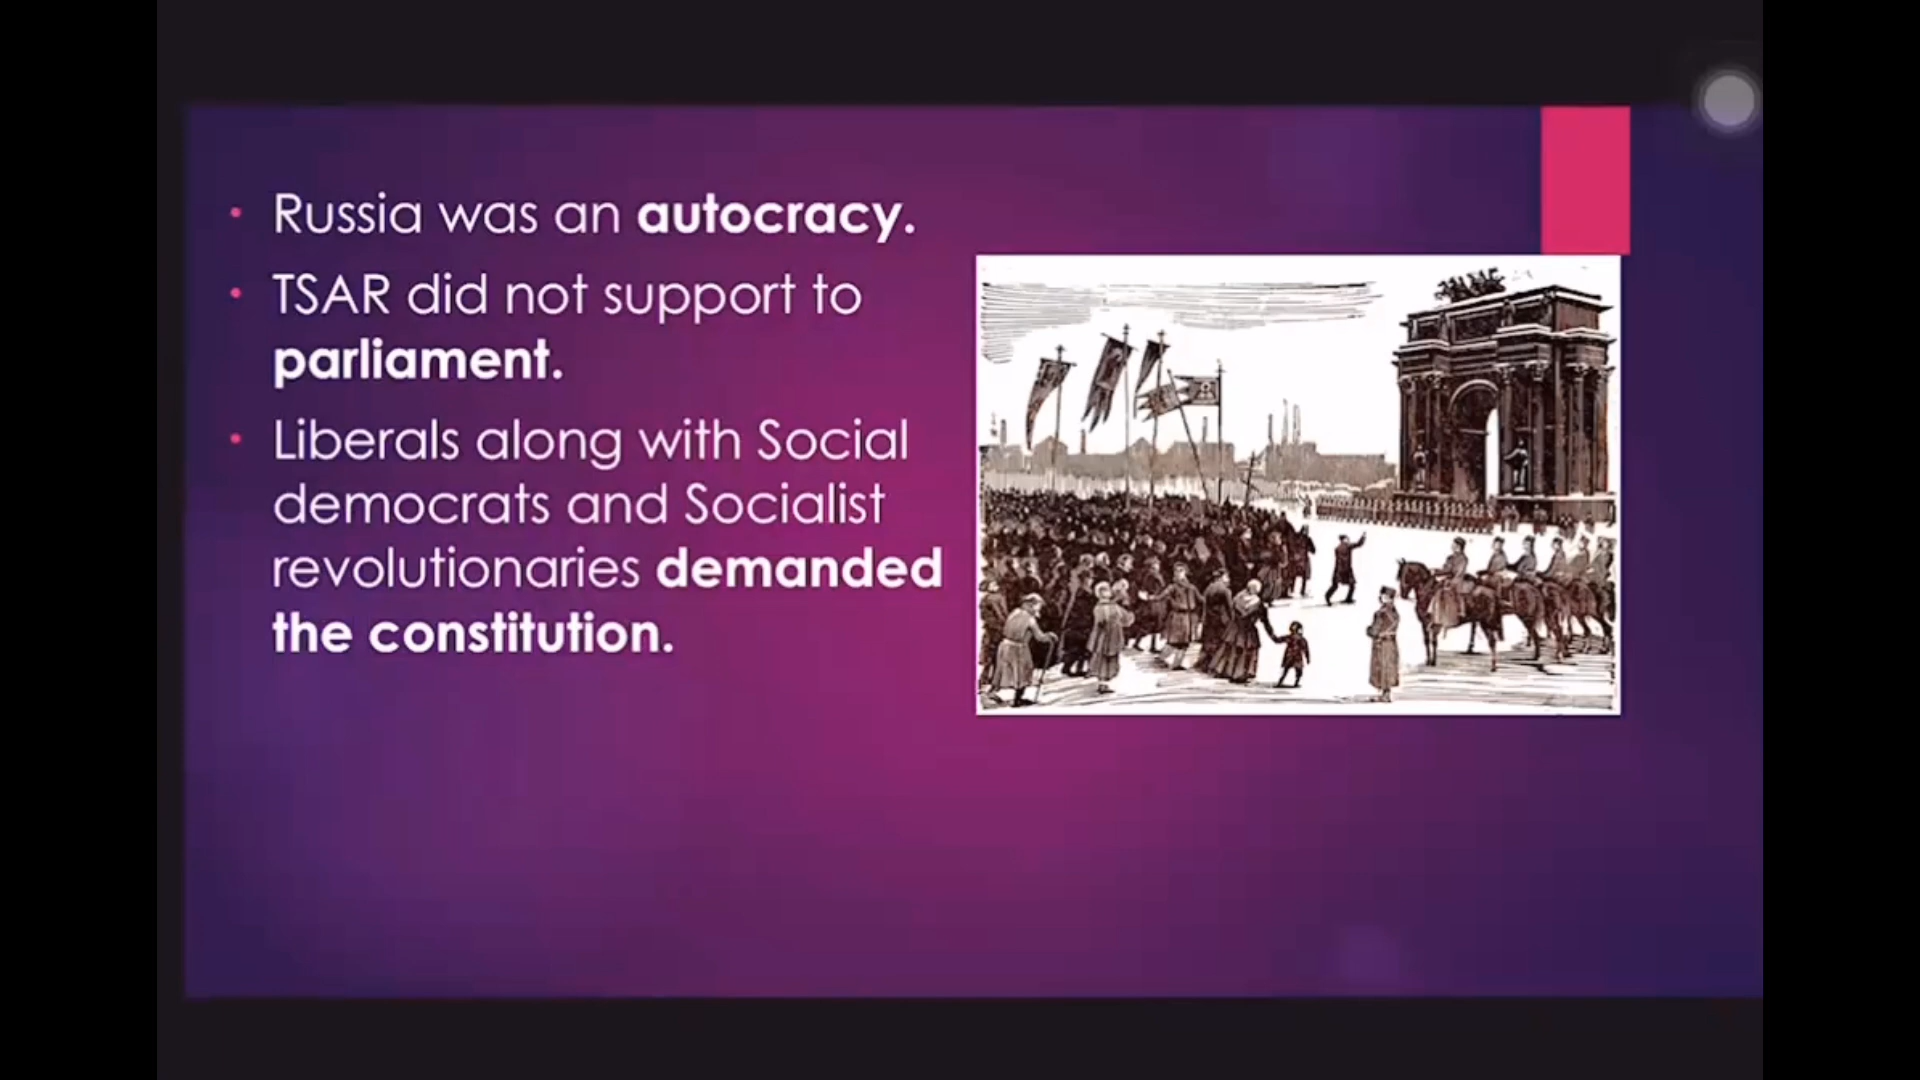 • Russia was an autocracy.
• TSAR did not support to
parliament.
• Liberals along with Social
democrats and Socialist
revolutionaries demanded
the constitution.